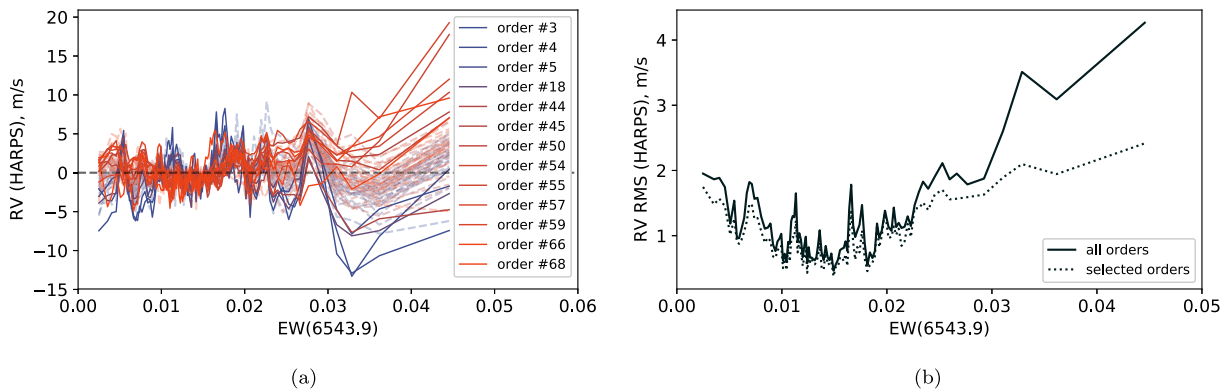 20
15
10
5
0
−5
−10
−15
RV (HARPS), m/s
0.00
0.01
0.02
0.03
0.04
0.05
0.06
EW(6543.9)
order #3
order #4
order #5
order #18
order #44
order #45
order #50
order #54
order #55
order #57
order #59
order #66
order #68
(a)
4
3
2
1
RV RMS (HARPS), m/s
0.00
0.01
0.02
0.03
0.04
0.05
EW(6543.9)
all orders
selected orders
(b)